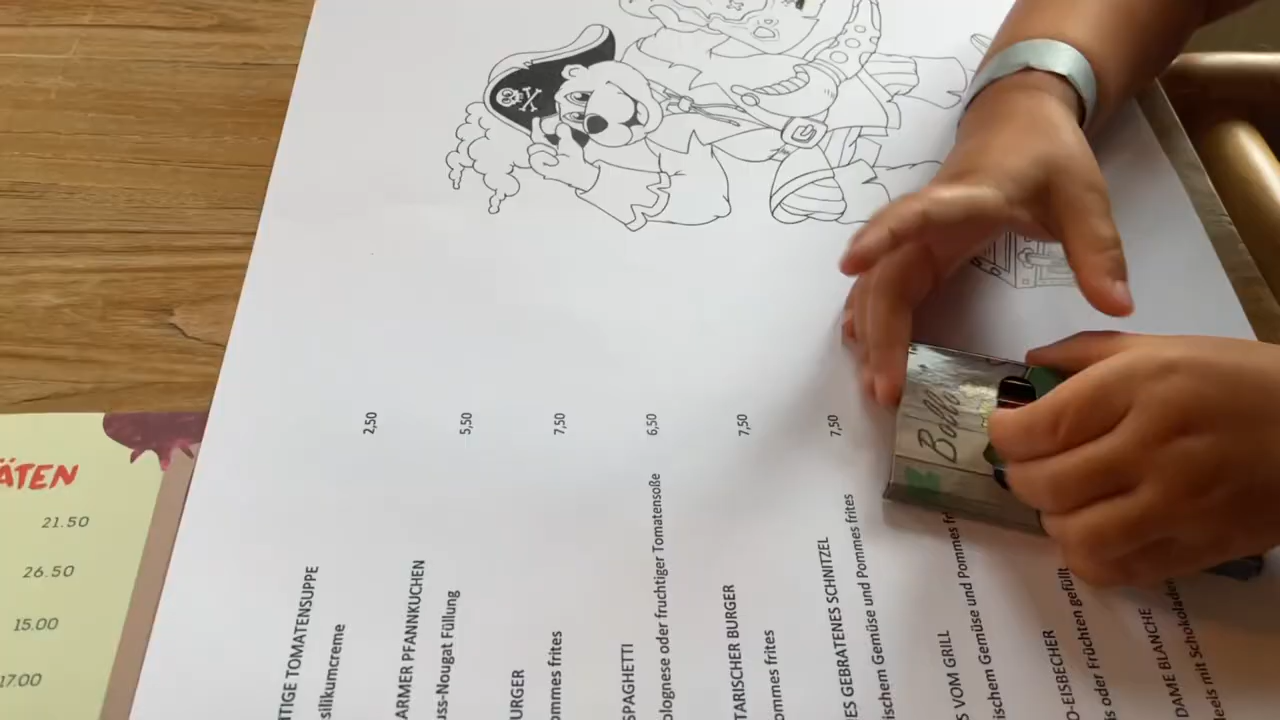 ÄTEN
21.50
26.50
15.00
17.00
TIGE TOMATENSUPPE 2,50
silikumcreme
ARMER PFANNKUCHEN 5,50
uss-Nougat Füllung
URGER 7,50
ommes frites
SPAGHETTI 6,50
olognese oder fruchtiger Tomatensoße
TARISCHER BURGER 7,50
ommes frites
ES GEBRATENES SCHNITZEL 7,50
ischem Gemüse und Pommes frites
S VOM GRILL
ischem Gemüse und Pommes fr
O-EISBECHER
s oder Früchten gefüllt
DAME BLANCHE
eeis mit Schokoladen
Bollo